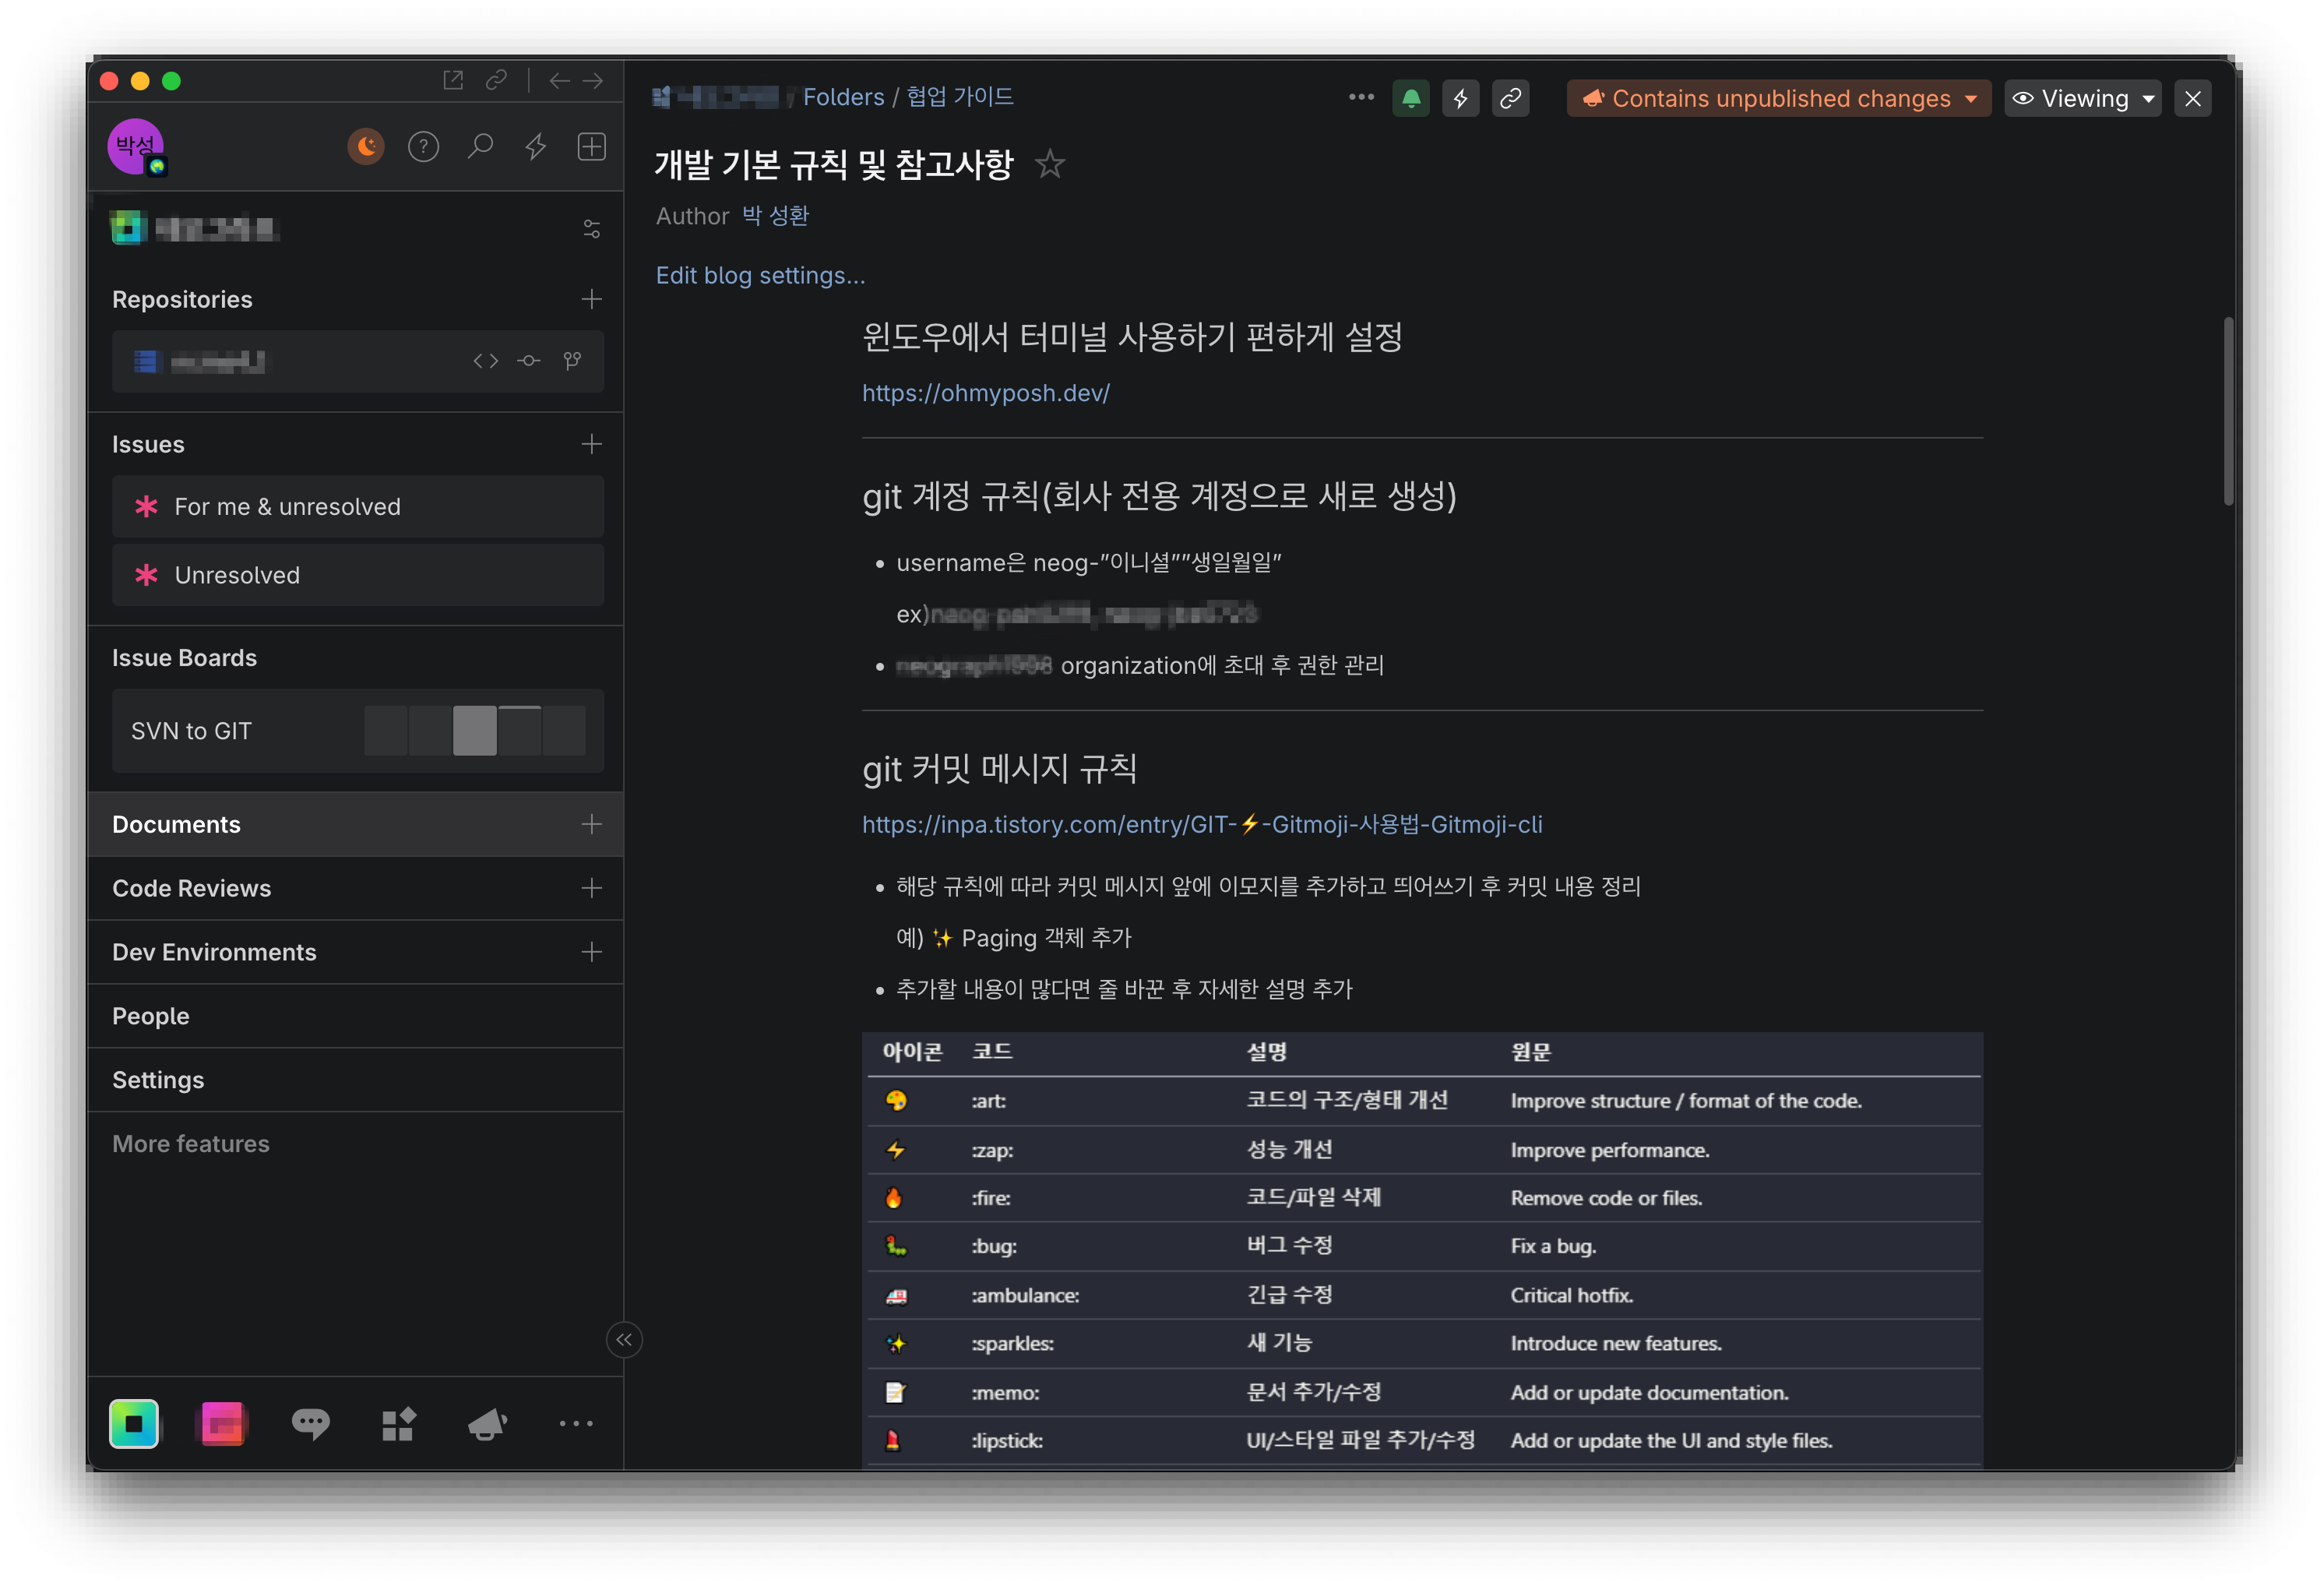 박성
Repositories
Issues
For me & unresolved
Unresolved
Issue Boards
SVN to GIT
Documents
Code Reviews
Dev Environments
People
Settings
More features
/ Folders / 협업 가이드
Contains unpublished changes
Viewing
개발 기본 규칙 및 참고사항
Author 박 성환
Edit blog settings...
윈도우에서 터미널 사용하기 편하게 설정
https://ohmyposh.dev/
git 계정 규칙(회사 전용 계정으로 새로 생성)
• username은 neog-”이니셜””생일월일”
ex)
• organization에 초대 후 권한 관리
git 커밋 메시지 규칙
https://inpa.tistory.com/entry/GIT-⚡-Gitmoji-사용법-Gitmoji-cli
• 해당 규칙에 따라 커밋 메시지 앞에 이모지를 추가하고 띄어쓰기 후 커밋 내용 정리
예) ✨ Paging 객체 추가
• 추가할 내용이 많다면 줄 바꾼 후 자세한 설명 추가
아이콘 코드 설명 원문
🎨 :art: 코드의 구조/형태 개선 Improve structure / format of the code.
⚡ :zap: 성능 개선 Improve performance.
🔥 :fire: 코드/파일 삭제 Remove code or files.
🐛 :bug: 버그 수정 Fix a bug.
🚑 :ambulance: 긴급 수정 Critical hotfix.
✨ :sparkles: 새 기능 Introduce new features.
📝 :memo: 문서 추가/수정 Add or update documentation.
💄 :lipstick: UI/스타일 파일 추가/수정 Add or update the UI and style files.